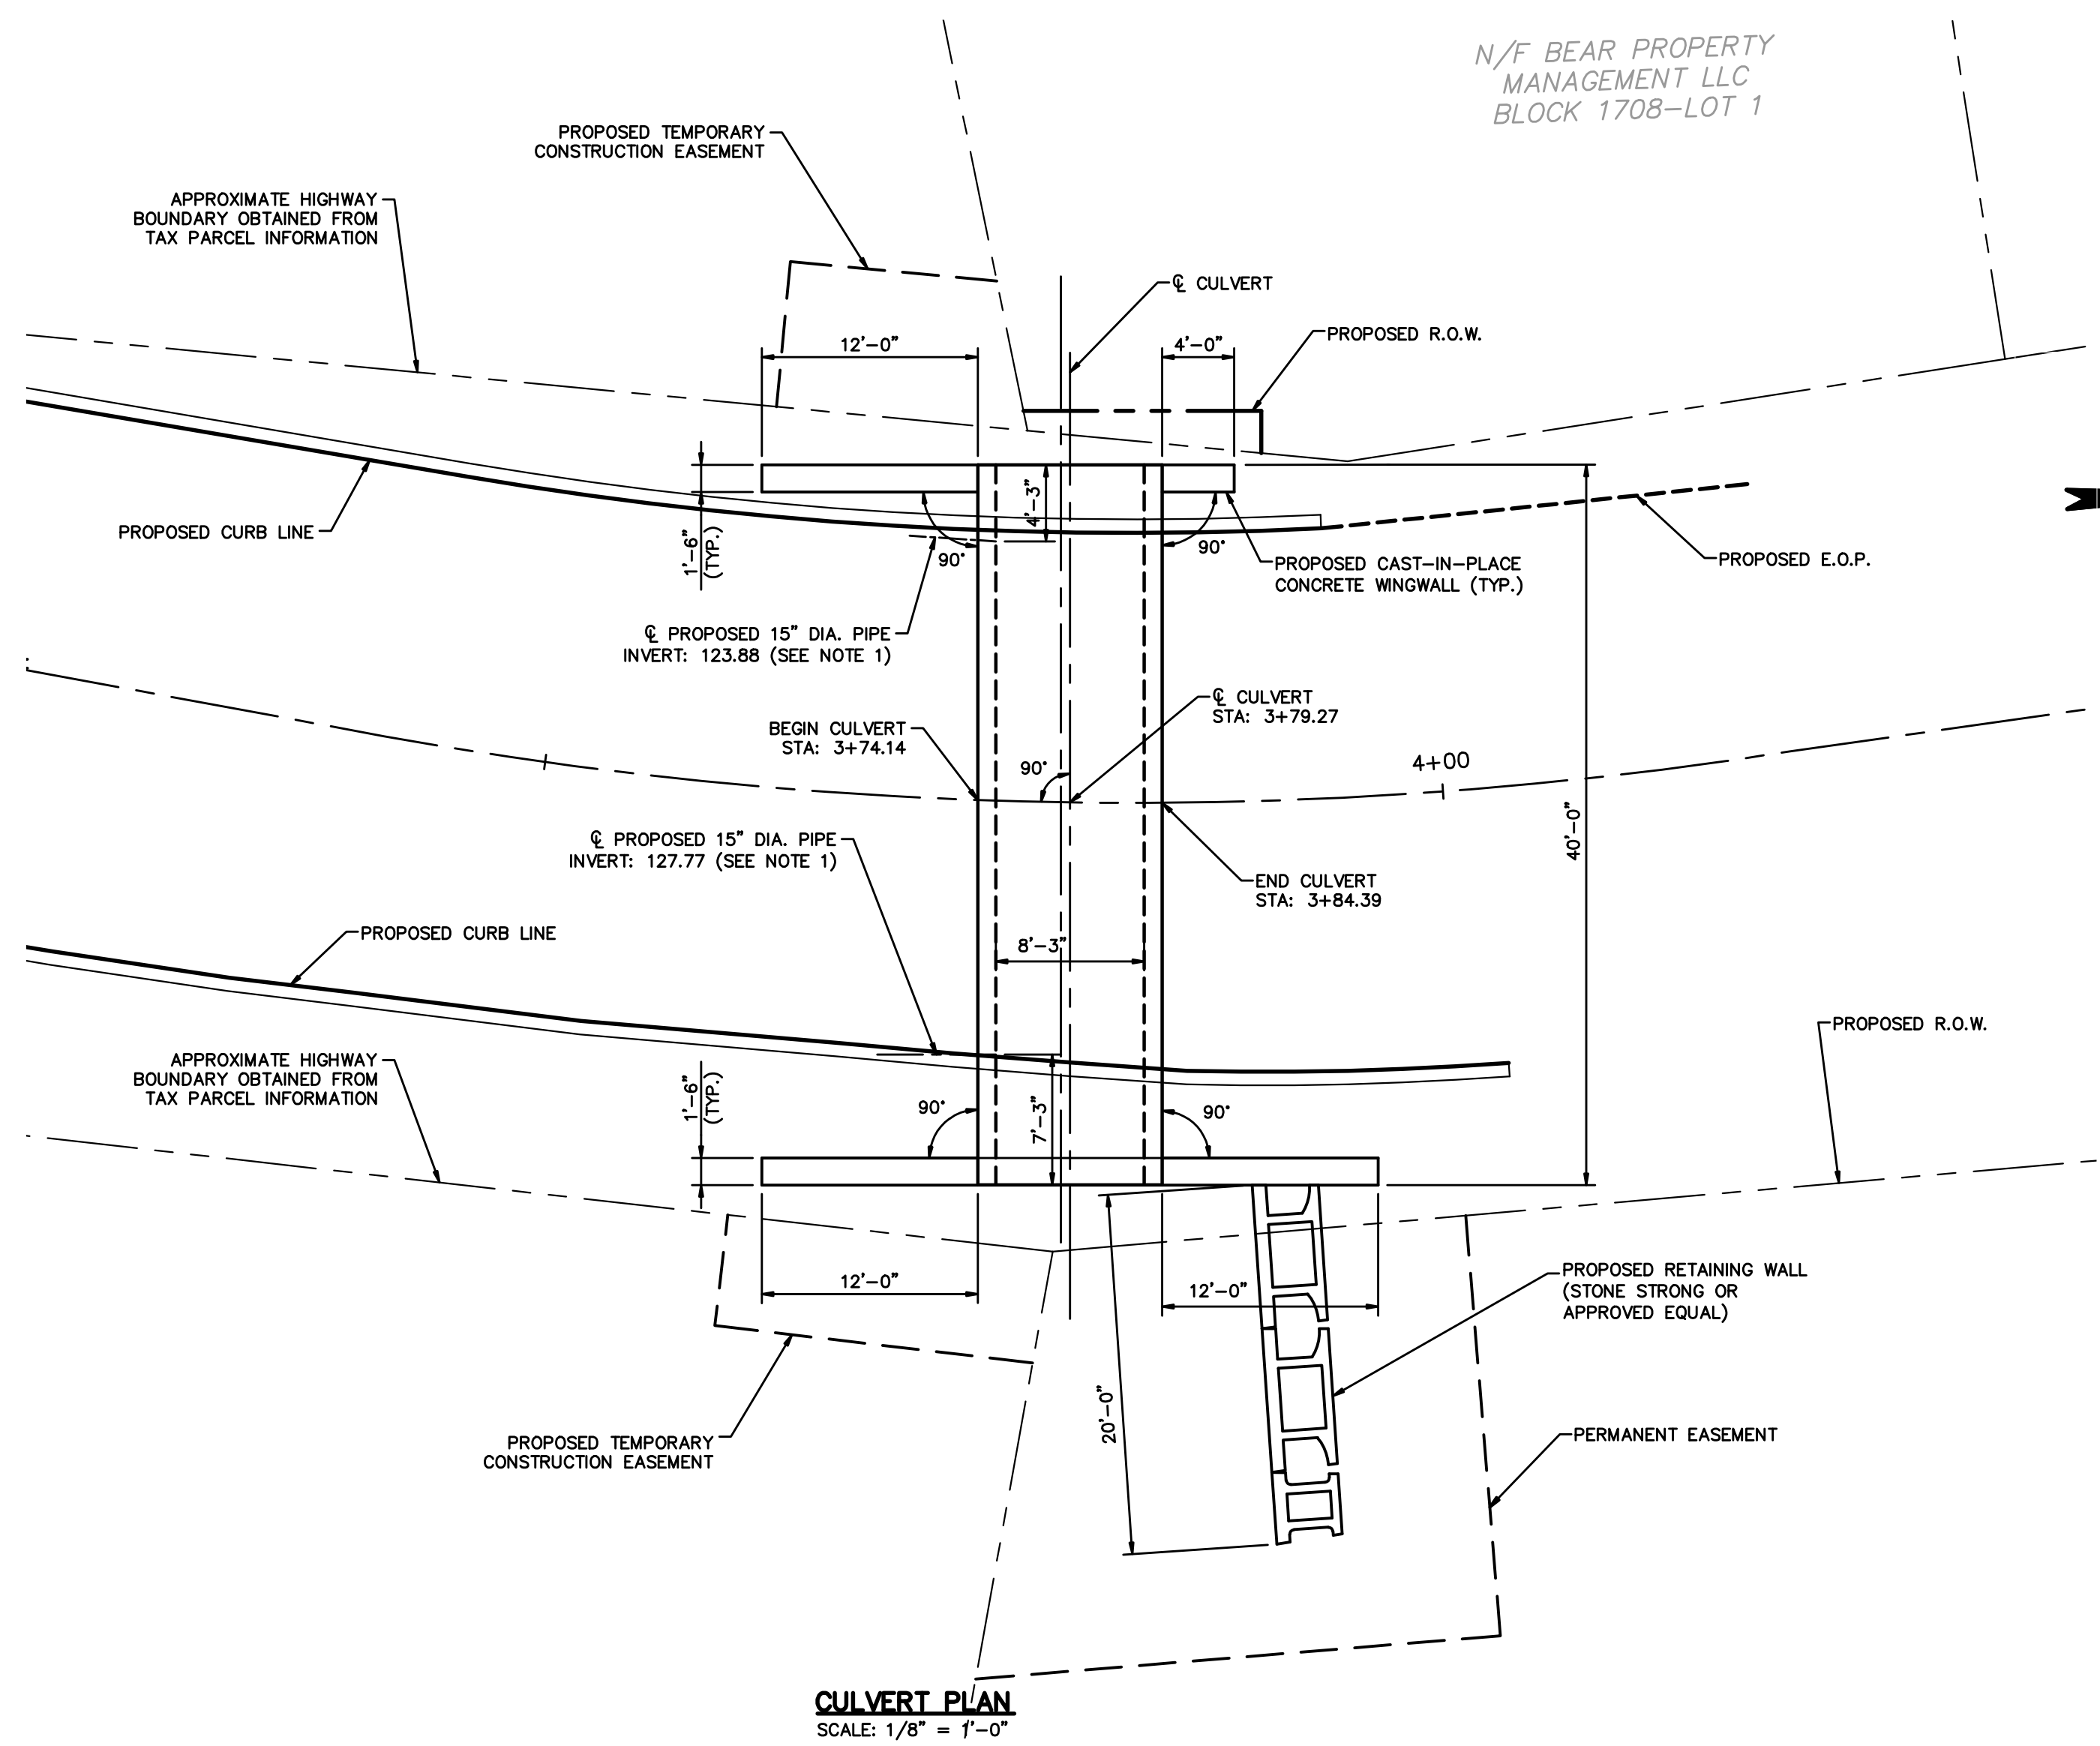 N/F BEAR PROPERTY
MANAGEMENT LLC
BLOCK 1708-LOT 1
PROPOSED TEMPORARY
CONSTRUCTION EASEMENT
APPROXIMATE HIGHWAY
BOUNDARY OBTAINED FROM
TAX PARCEL INFORMATION
℄ CULVERT
PROPOSED R.O.W.
12'-0"
4'-0"
PROPOSED CURB LINE
1'-6"
(TYP.)
4'-3"
90°
90°
PROPOSED CAST-IN-PLACE
CONCRETE WINGWALL (TYP.)
PROPOSED E.O.P.
℄ PROPOSED 15" DIA. PIPE
INVERT: 123.88 (SEE NOTE 1)
℄ CULVERT
STA: 3+79.27
BEGIN CULVERT
STA: 3+74.14
90°
4+00
40'-0"
℄ PROPOSED 15" DIA. PIPE
INVERT: 127.77 (SEE NOTE 1)
END CULVERT
STA: 3+84.39
PROPOSED CURB LINE
8'-3"
PROPOSED R.O.W.
APPROXIMATE HIGHWAY
BOUNDARY OBTAINED FROM
TAX PARCEL INFORMATION
1'-6"
(TYP.)
90°
7'-3"
90°
12'-0"
12'-0"
PROPOSED RETAINING WALL
(STONE STRONG OR
APPROVED EQUAL)
20'-0"
PROPOSED TEMPORARY
CONSTRUCTION EASEMENT
PERMANENT EASEMENT
CULVERT PLAN
SCALE: 1/8" = 1'-0"